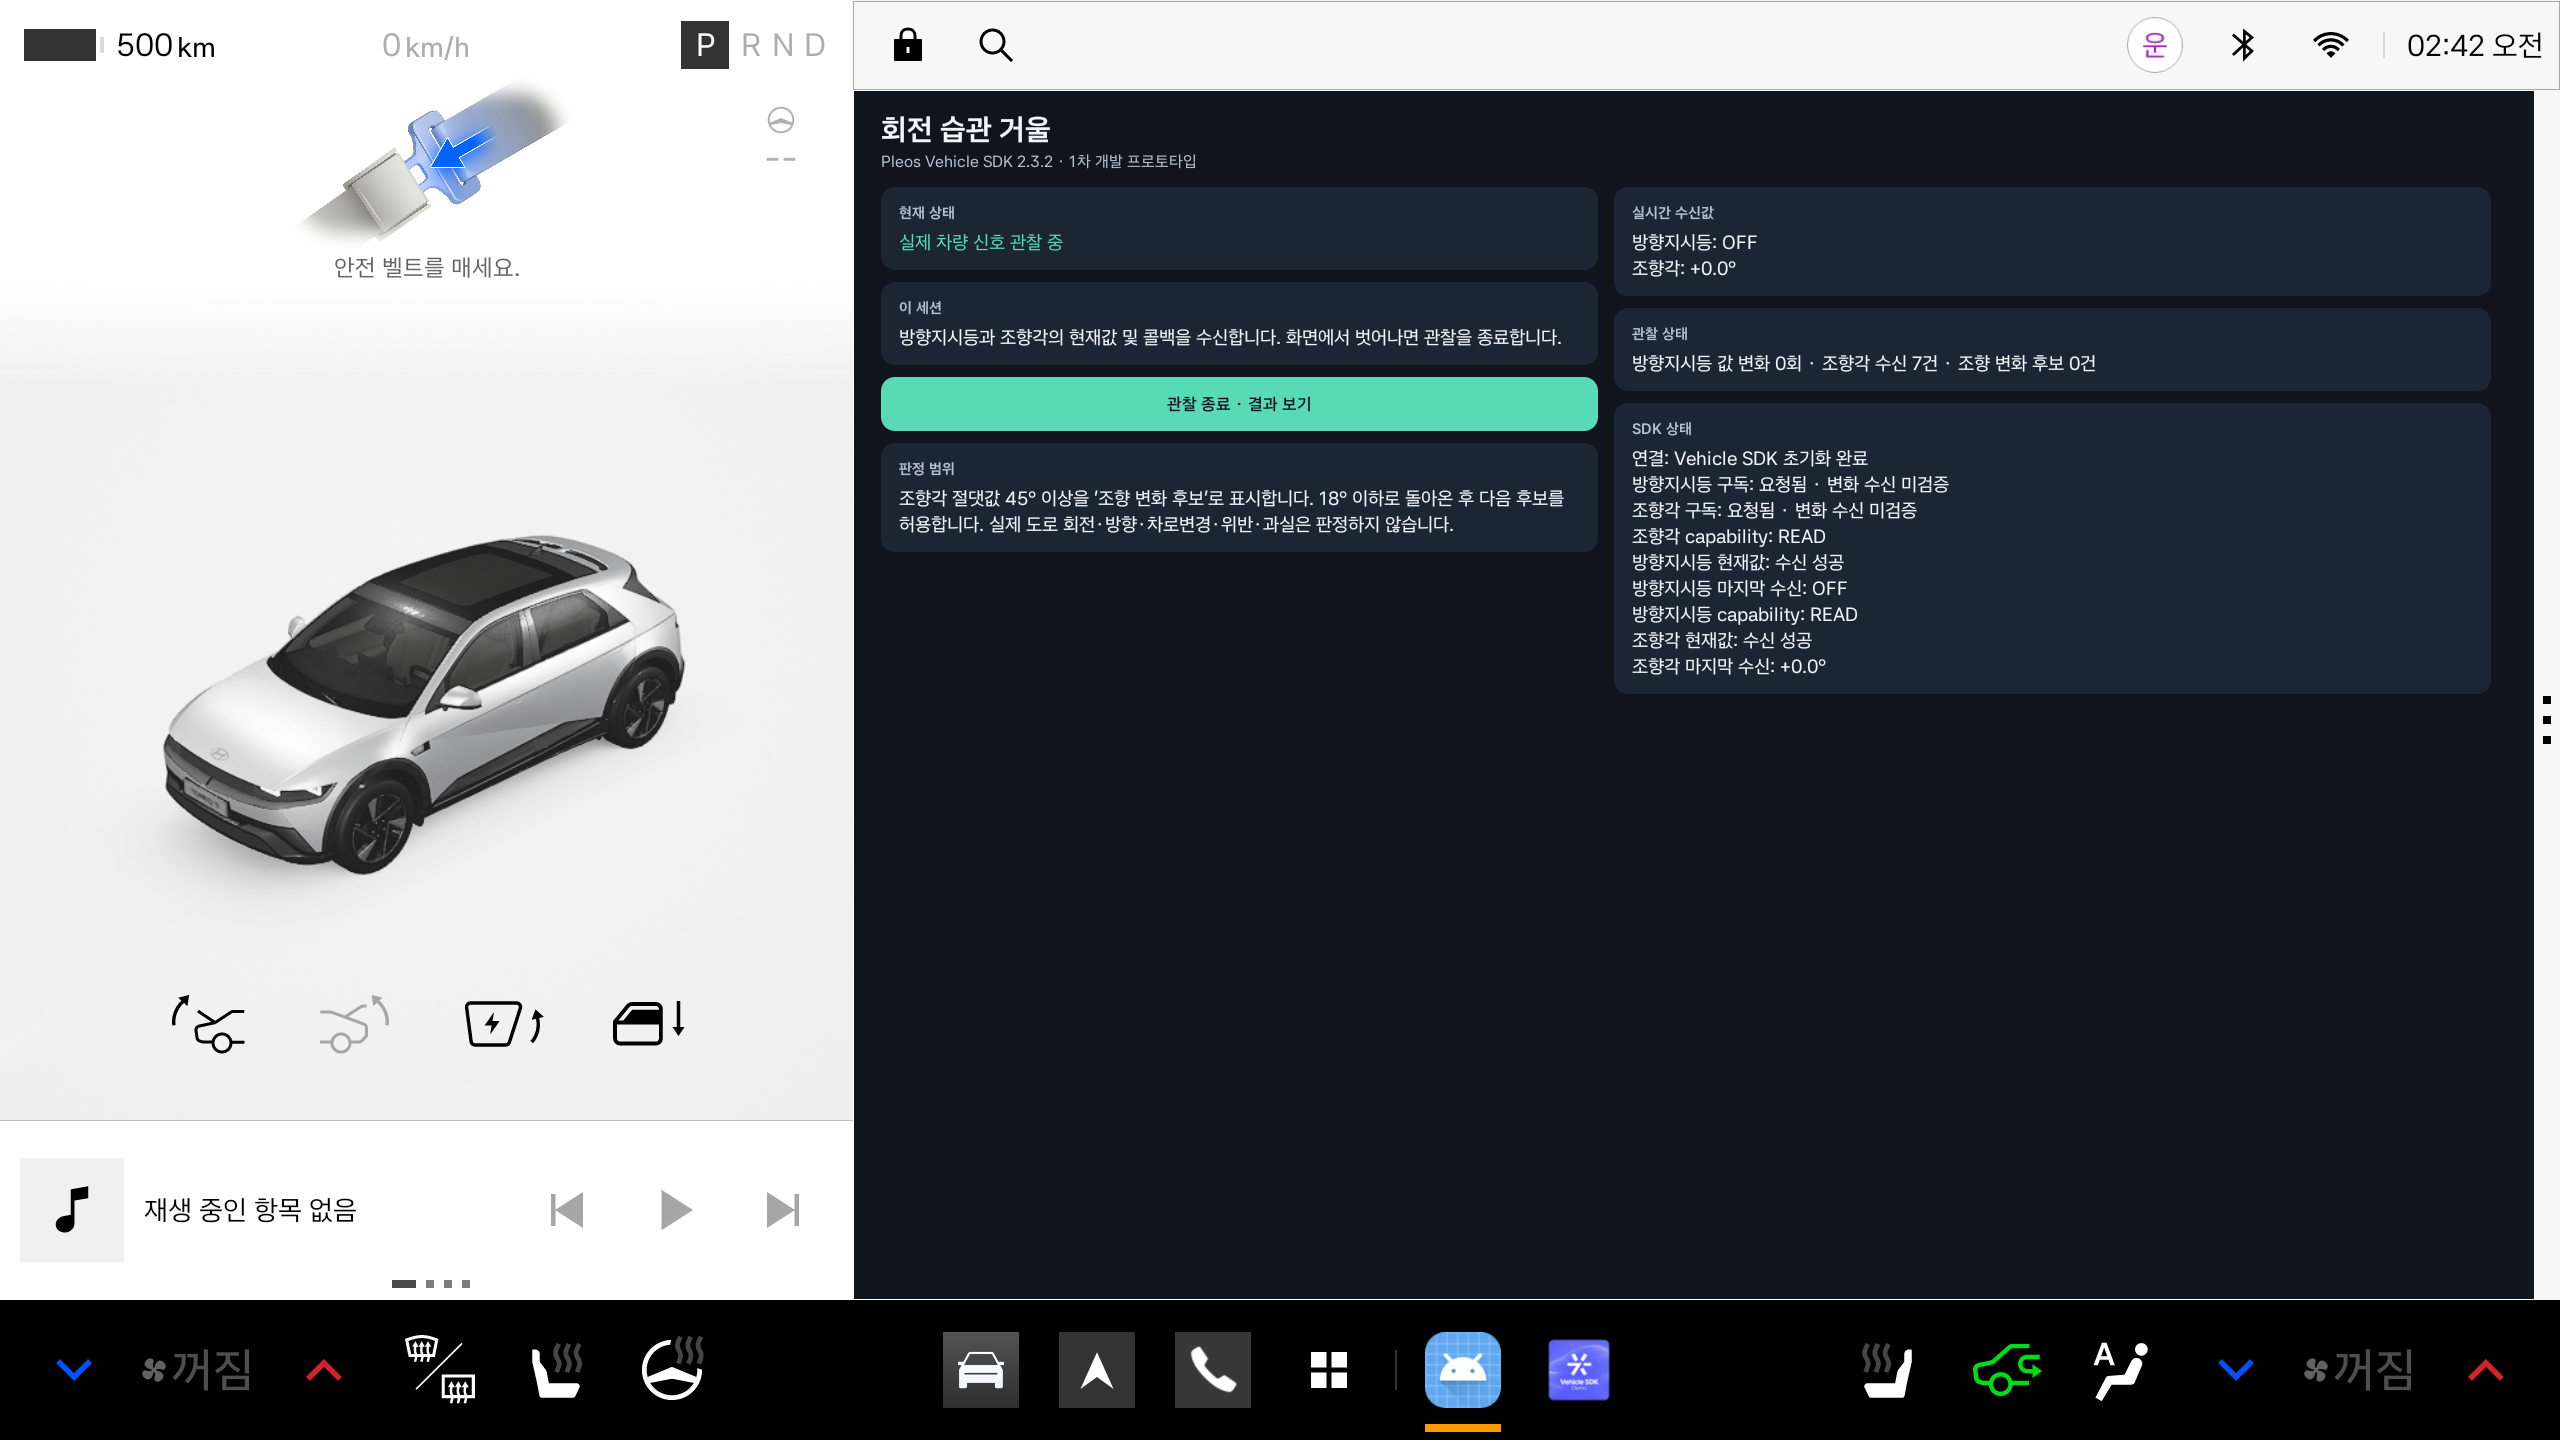 500 km
0 km/h
P R N D
안전 벨트를 매세요.
재생 중인 항목 없음
운
02:42 오전
회전 습관 거울
Pleos Vehicle SDK 2.3.2 · 1차 개발 프로토타입
현재 상태
실제 차량 신호 관찰 중
이 세션
방향지시등과 조향각의 현재값 및 콜백을 수신합니다. 화면에서 벗어나면 관찰을 종료합니다.
관찰 종료 · 결과 보기
판정 범위
조향각 절댓값 45° 이상을 '조향 변화 후보'로 표시합니다. 18° 이하로 돌아온 후 다음 후보를
허용합니다. 실제 도로 회전·방향·차로변경·위반·과실은 판정하지 않습니다.
실시간 수신값
방향지시등: OFF
조향각: +0.0°
관찰 상태
방향지시등 값 변화 0회 · 조향각 수신 7건 · 조향 변화 후보 0건
SDK 상태
연결: Vehicle SDK 초기화 완료
방향지시등 구독: 요청됨 · 변화 수신 미검증
조향각 구독: 요청됨 · 변화 수신 미검증
조향각 capability: READ
방향지시등 현재값: 수신 성공
방향지시등 마지막 수신: OFF
방향지시등 capability: READ
조향각 현재값: 수신 성공
조향각 마지막 수신: +0.0°
꺼짐
Vehicle SDK
Demo
A
꺼짐